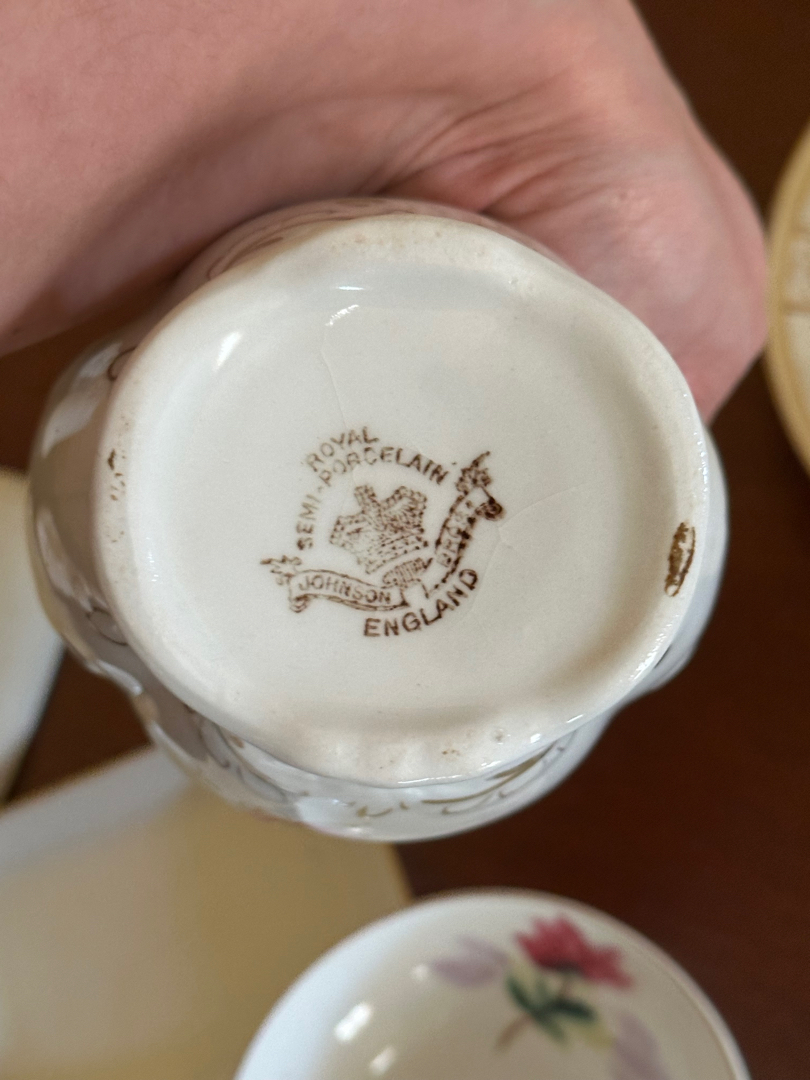 ROYAL
SEMI-PORCELAIN
JOHNSON BROS
ENGLAND